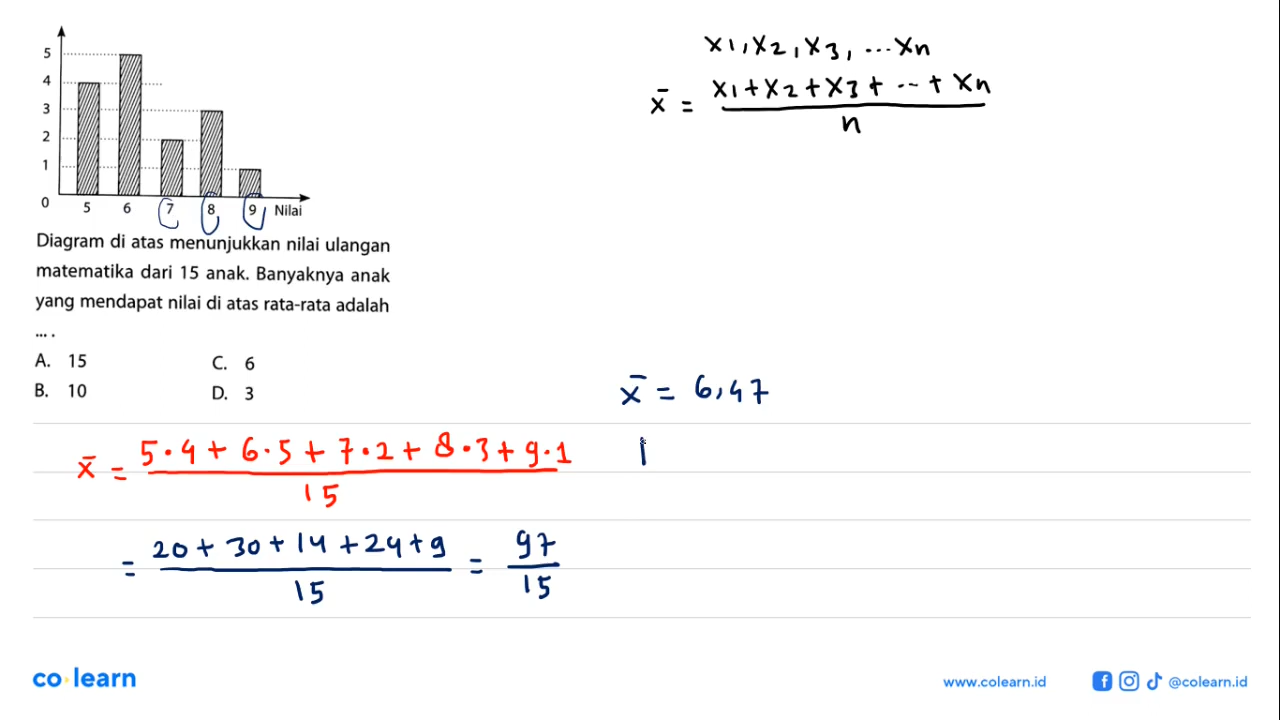 5
4
3
2
1
0
5 6 7 8 9 Nilai
Diagram di atas menunjukkan nilai ulangan
matematika dari 15 anak. Banyaknya anak
yang mendapat nilai di atas rata-rata adalah
... .
A. 15 C. 6
B. 10 D. 3
x1, x2, x3, ... xn
x̄ = (x1 + x2 + x3 + ... + xn) / n
x̄ = 6,47
x̄ = (5·4 + 6·5 + 7·2 + 8·3 + 9·1) / 15
= (20 + 30 + 14 + 24 + 9) / 15 = 97 / 15
co·learn
www.colearn.id @colearn.id